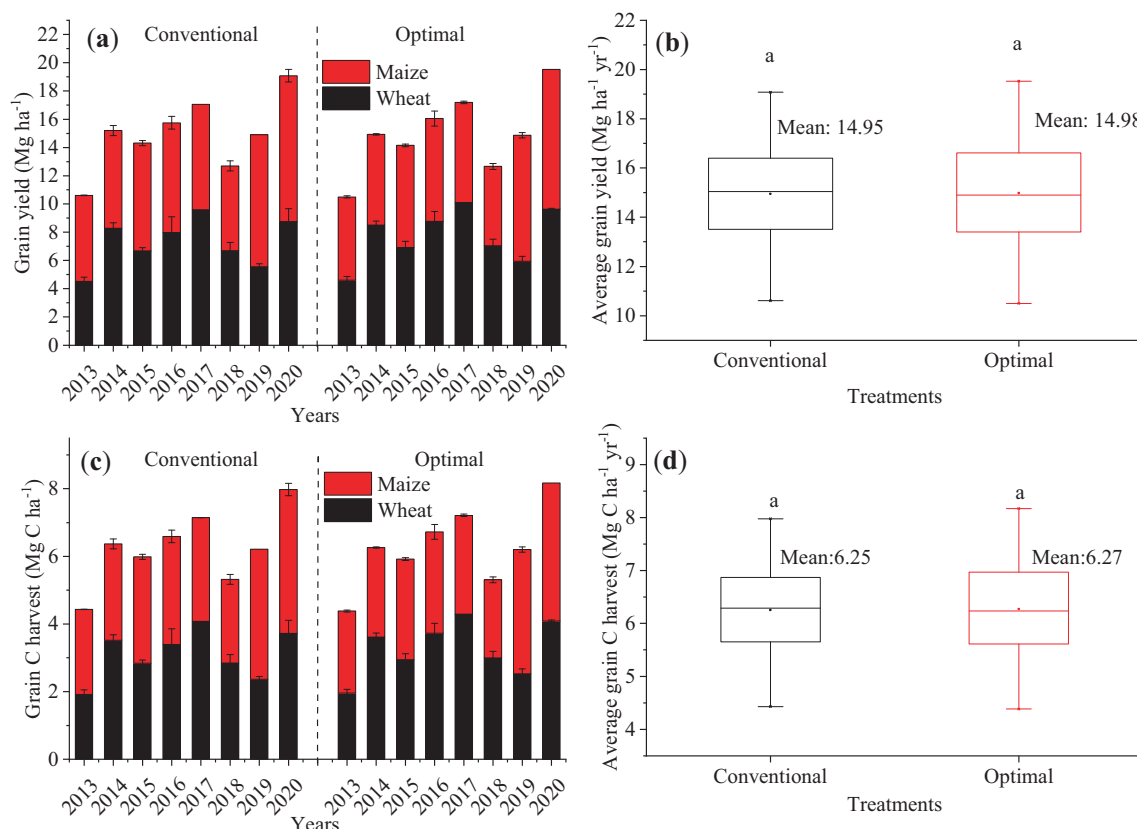 (a)
Conventional
Optimal
Maize
Wheat
Grain yield (Mg ha⁻¹)
22
20
18
16
14
12
10
8
6
4
2
0
2013 2014 2015 2016 2017 2018 2019 2020 2013 2014 2015 2016 2017 2018 2019 2020
Years
(b)
a
a
Mean: 14.95
Mean: 14.98
Average grain yield (Mg ha⁻¹ yr⁻¹)
22
20
18
16
14
12
10
Conventional Optimal
Treatments
(c)
Conventional
Optimal
Maize
Wheat
Grain C harvest (Mg C ha⁻¹)
8
6
4
2
0
2013 2014 2015 2016 2017 2018 2019 2020 2013 2014 2015 2016 2017 2018 2019 2020
Years
(d)
a
a
Mean:6.25
Mean:6.27
Average grain C harvest (Mg C ha⁻¹ yr⁻¹)
9
8
7
6
5
4
Conventional Optimal
Treatments